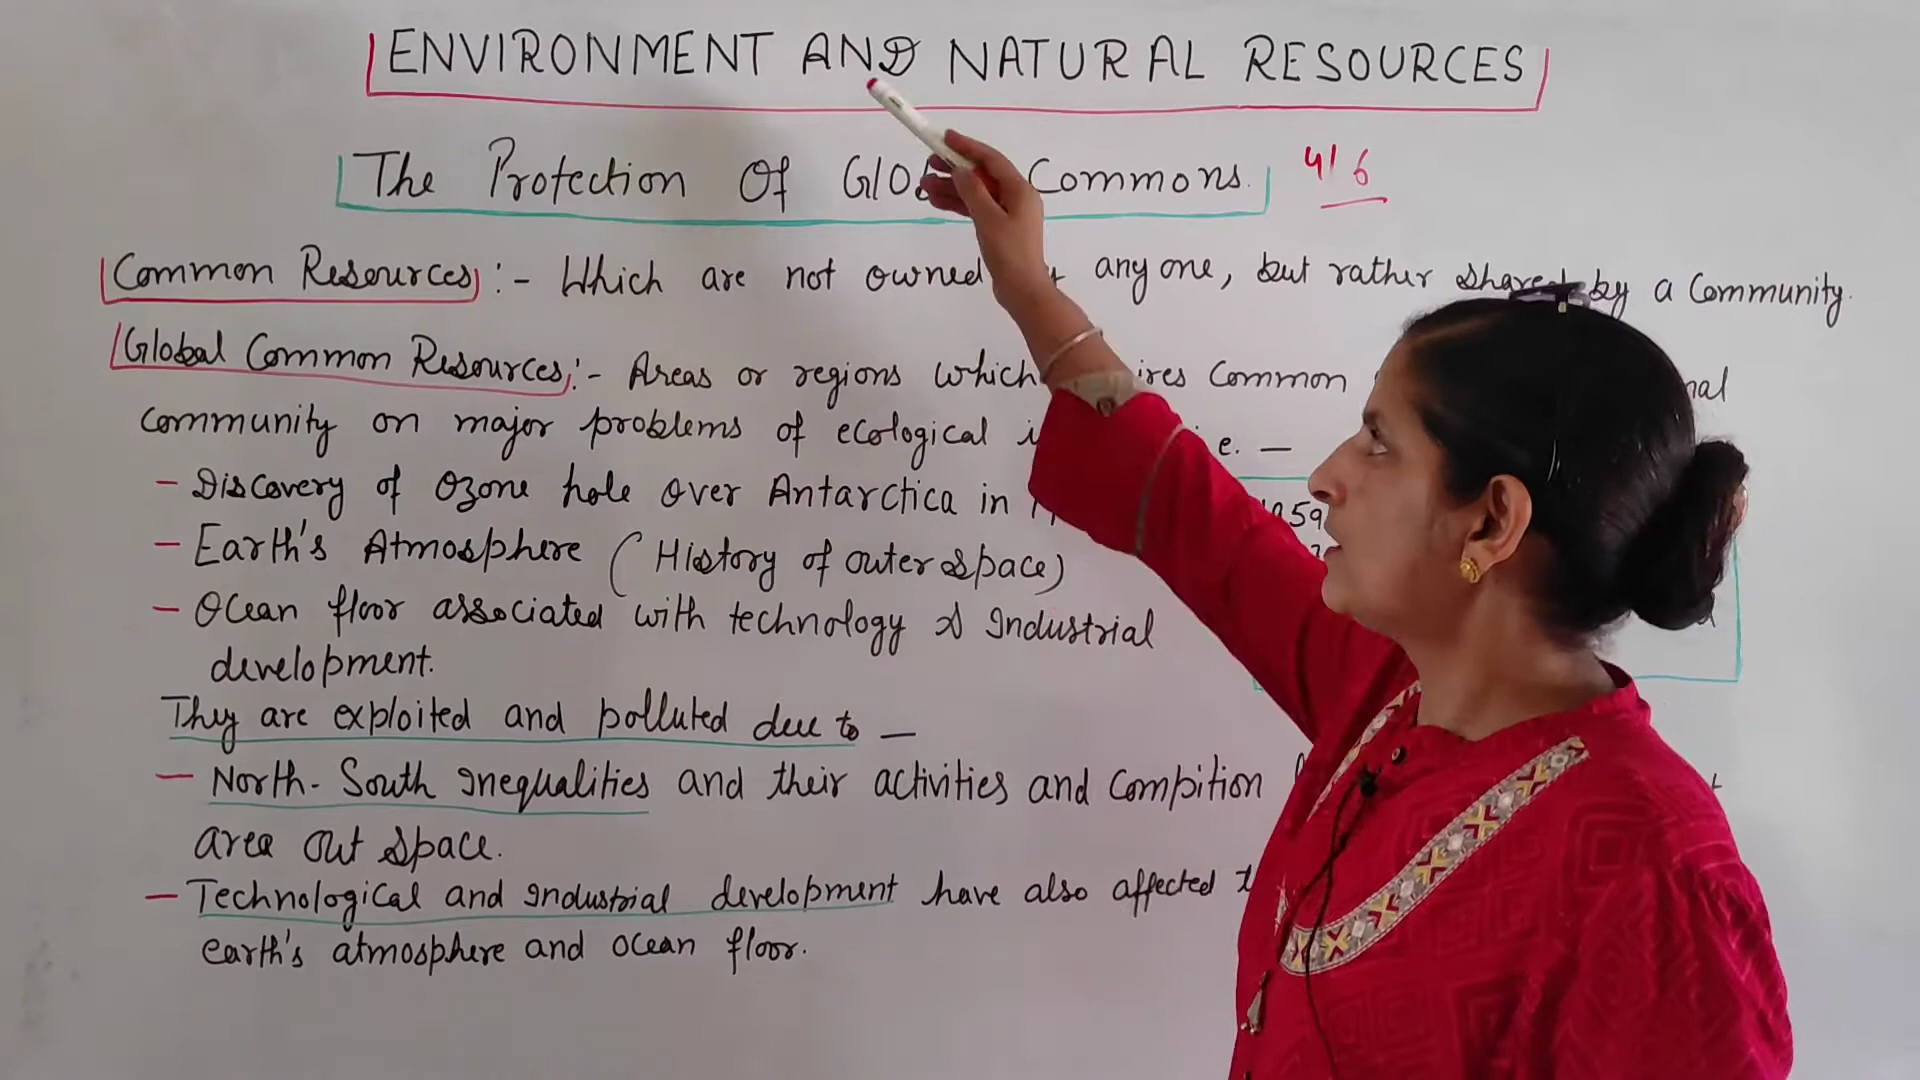 ENVIRONMENT AND NATURAL RESOURCES
The Protection Of Commons.
Common Resources :- Which are not owned any one, but rather shared by a Community.
Global Common Resources :- Areas or regions which Common
community on major problems of ecological e. —
- Discovery of Ozone hole over Antarctica in
- Earth's Atmosphere (History of outer space)
- Ocean floor associated with technology & Industrial
development.
They are exploited and polluted due to —
- North-South Inequalities and their activities and Compition
area out space.
- Technological and Industrial development have also affected
earth's atmosphere and ocean floor.